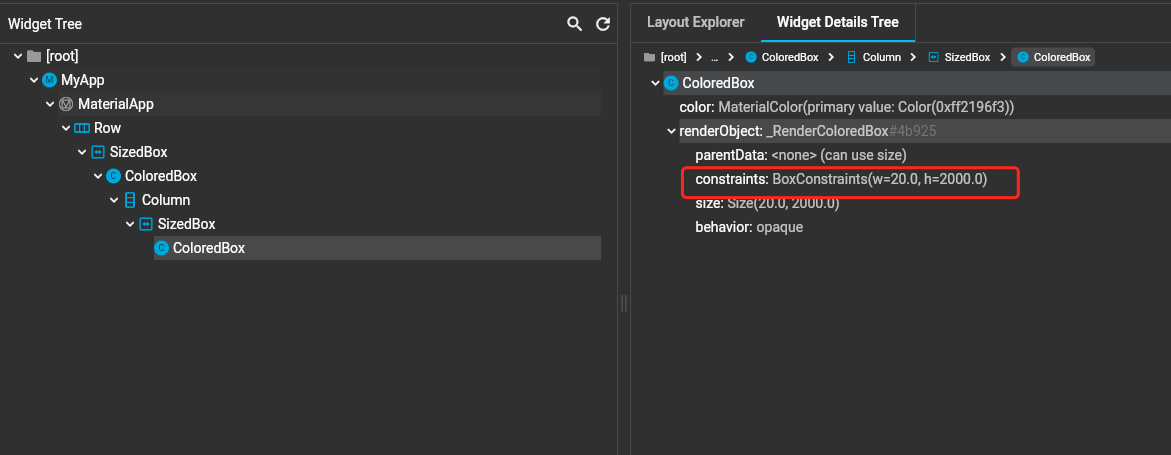 Widget Tree
[root]
MyApp
MaterialApp
Row
SizedBox
ColoredBox
Column
SizedBox
ColoredBox
Layout Explorer Widget Details Tree
[root] > ... > ColoredBox > Column > SizedBox > ColoredBox
ColoredBox
color: MaterialColor(primary value: Color(0xff2196f3))
renderObject: _RenderColoredBox#4b925
parentData: <none> (can use size)
constraints: BoxConstraints(w=20.0, h=2000.0)
size: Size(20.0, 2000.0)
behavior: opaque